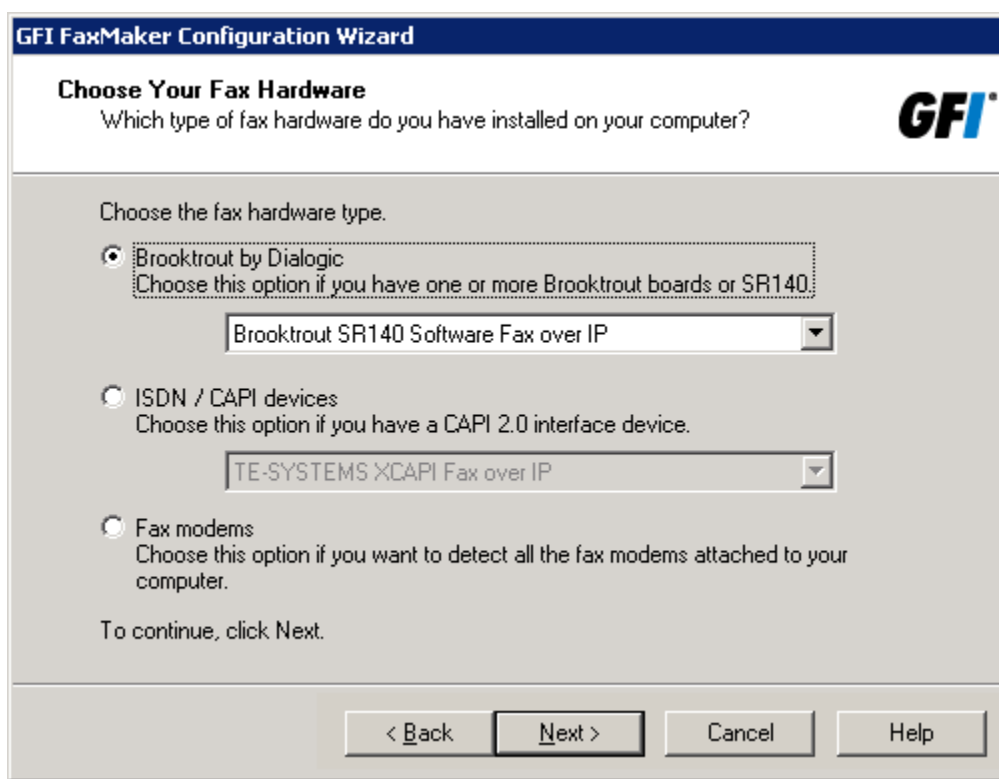 GFI FaxMaker Configuration Wizard
Choose Your Fax Hardware
Which type of fax hardware do you have installed on your computer?
GFI
Choose the fax hardware type.
Brooktrout by Dialogic
Choose this option if you have one or more Brooktrout boards or SR140.
Brooktrout SR140 Software Fax over IP
ISDN / CAPI devices
Choose this option if you have a CAPI 2.0 interface device.
TE-SYSTEMS XCAPI Fax over IP
Fax modems
Choose this option if you want to detect all the fax modems attached to your
computer.
To continue, click Next.
< Back
Next >
Cancel
Help